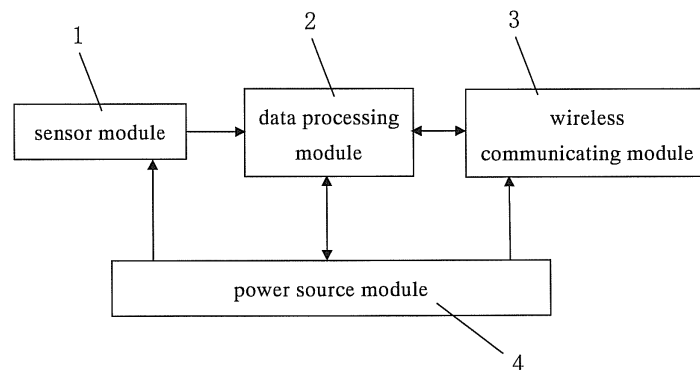 1
2
3
sensor module
data processing
module
wireless
communicating module
power source module
4